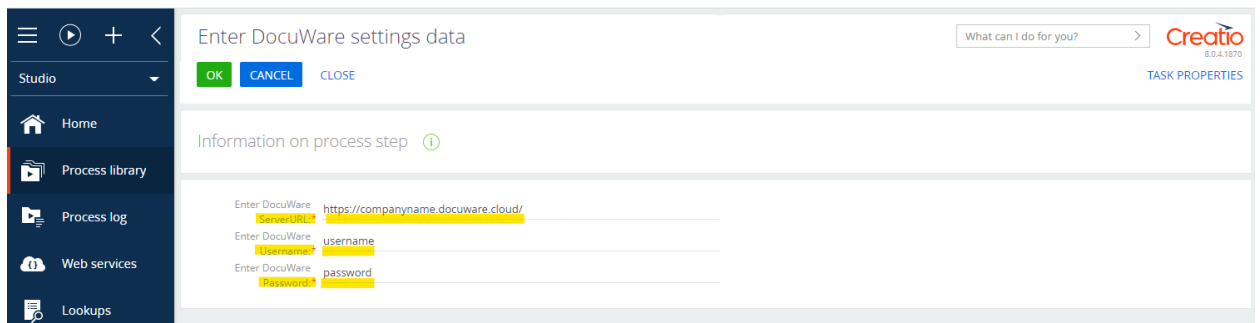 Enter DocuWare settings data
What can I do for you?
Creatio
8.0.4.1870
OK CANCEL CLOSE
TASK PROPERTIES
Studio
Home
Process library
Process log
Web services
Lookups
Information on process step
Enter DocuWare
ServerURL:* https://companyname.docuware.cloud/
Enter DocuWare
Username:* username
Enter DocuWare
Password:* password